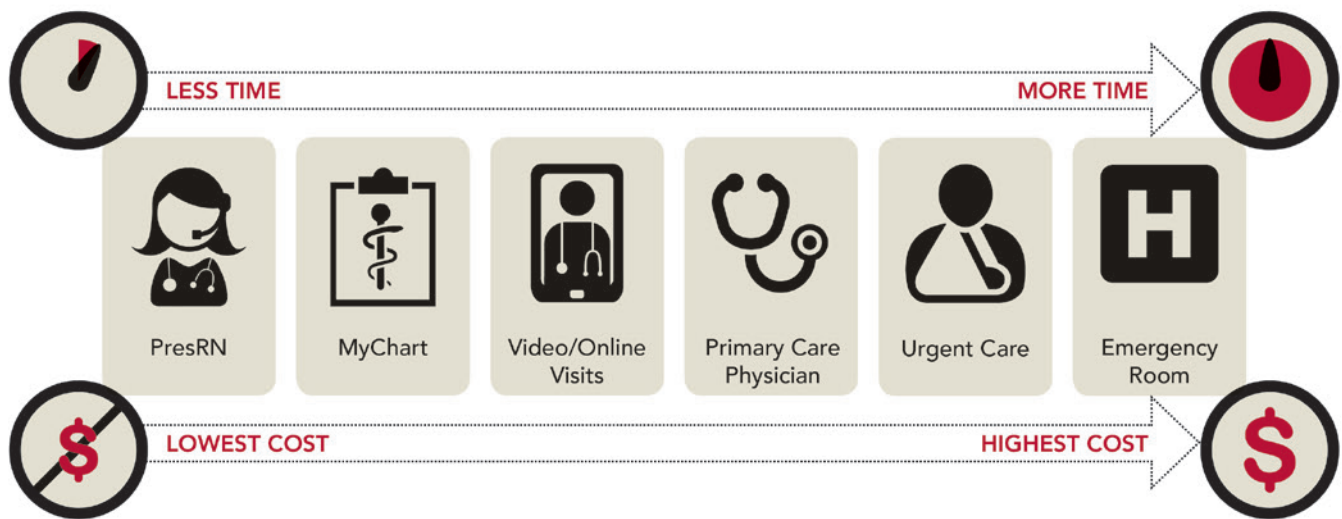 LESS TIME
MORE TIME
PresRN
MyChart
Video/Online
Visits
Primary Care
Physician
Urgent Care
H
Emergency
Room
$
LOWEST COST
HIGHEST COST
$